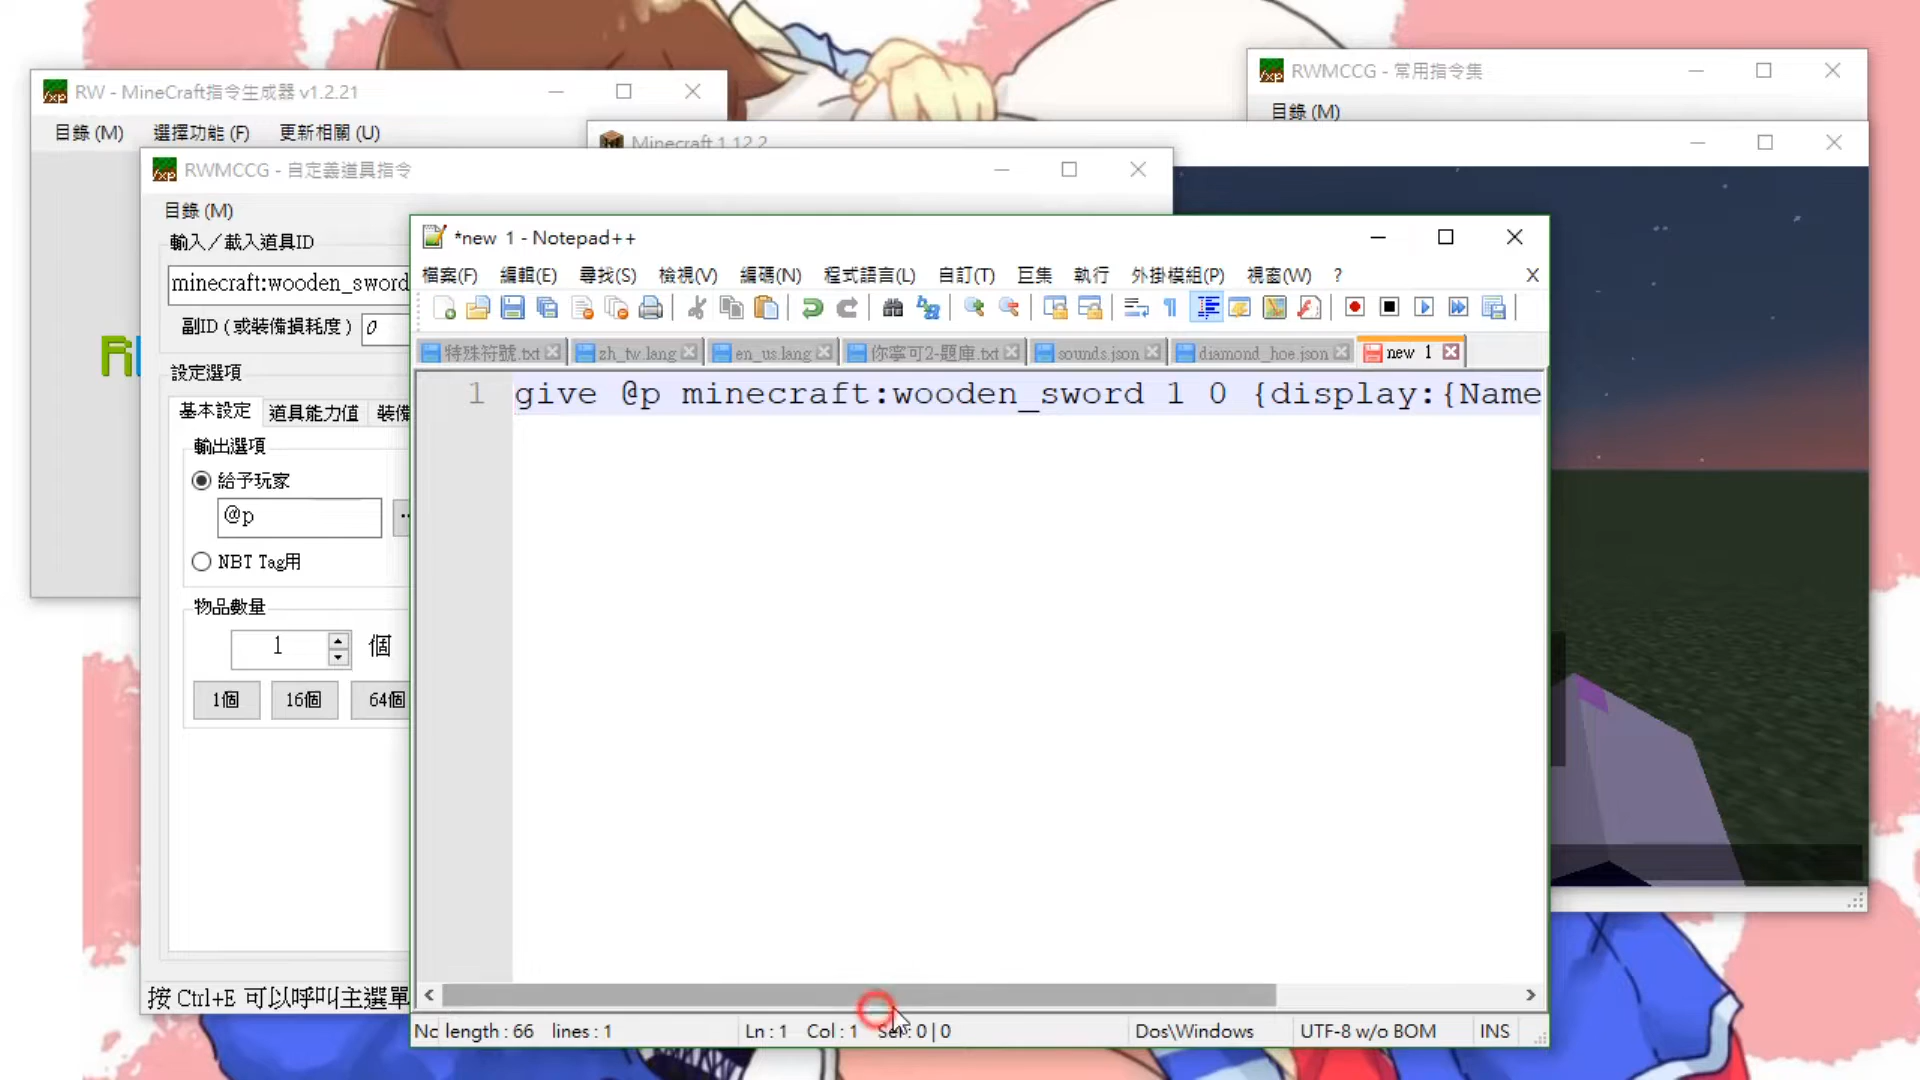 RW - MineCraft指令生成器 v1.2.21
目錄 (M) 選擇功能 (F) 更新相關 (U)
RWMCCG - 常用指令集
目錄 (M)
Minecraft 1.12.2
RWMCCG - 自定義道具指令
目錄 (M)
輸入／載入道具ID
minecraft:wooden_sword
副ID ( 或裝備損耗度 ) 0
設定選項
基本設定 道具能力值 裝備
輸出選項
給予玩家
@p
NBT Tag用
物品數量
1 個
1個 16個 64個
按 Ctrl+E 可以呼叫主選單
*new 1 - Notepad++
檔案(F) 編輯(E) 尋找(S) 檢視(V) 編碼(N) 程式語言(L) 自訂(T) 巨集 執行 外掛模組(P) 視窗(W) ? X
特殊符號.txt zh_tw.lang en_us.lang 你寧可2-題庫.txt sounds.json diamond_hoe.json new 1
1 give @p minecraft:wooden_sword 1 0 {display:{Name
length : 66 lines : 1 Ln : 1 Col : 1 Sel : 0 | 0 Dos\Windows UTF-8 w/o BOM INS